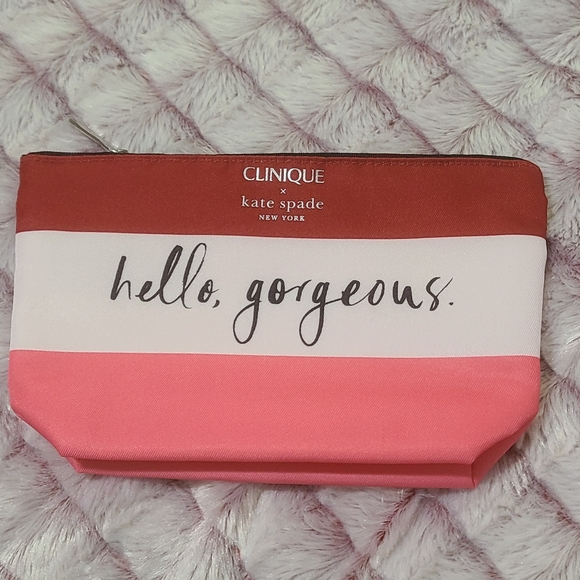 CLINIQUE
×
kate spade
NEW YORK
hello, gorgeous.